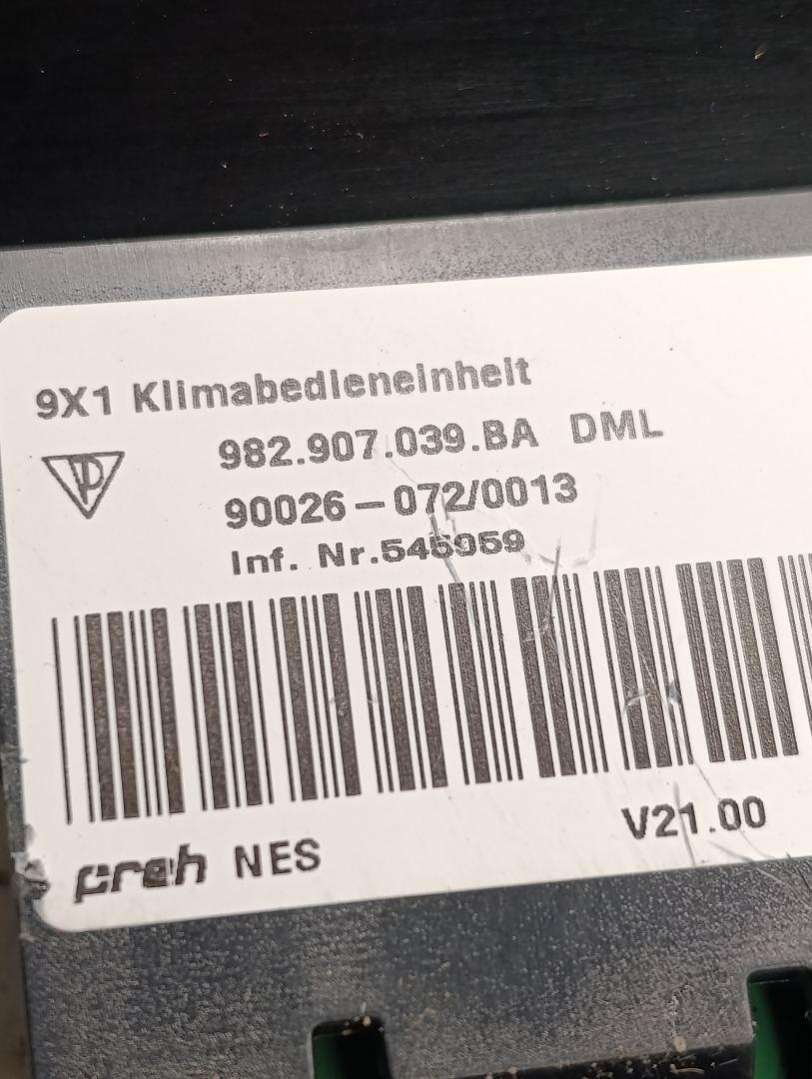 9X1 Klimabedieneinheit
982.907.039.BA DML
90026-072/0013
Inf. Nr.545959
preh NES
V21.00